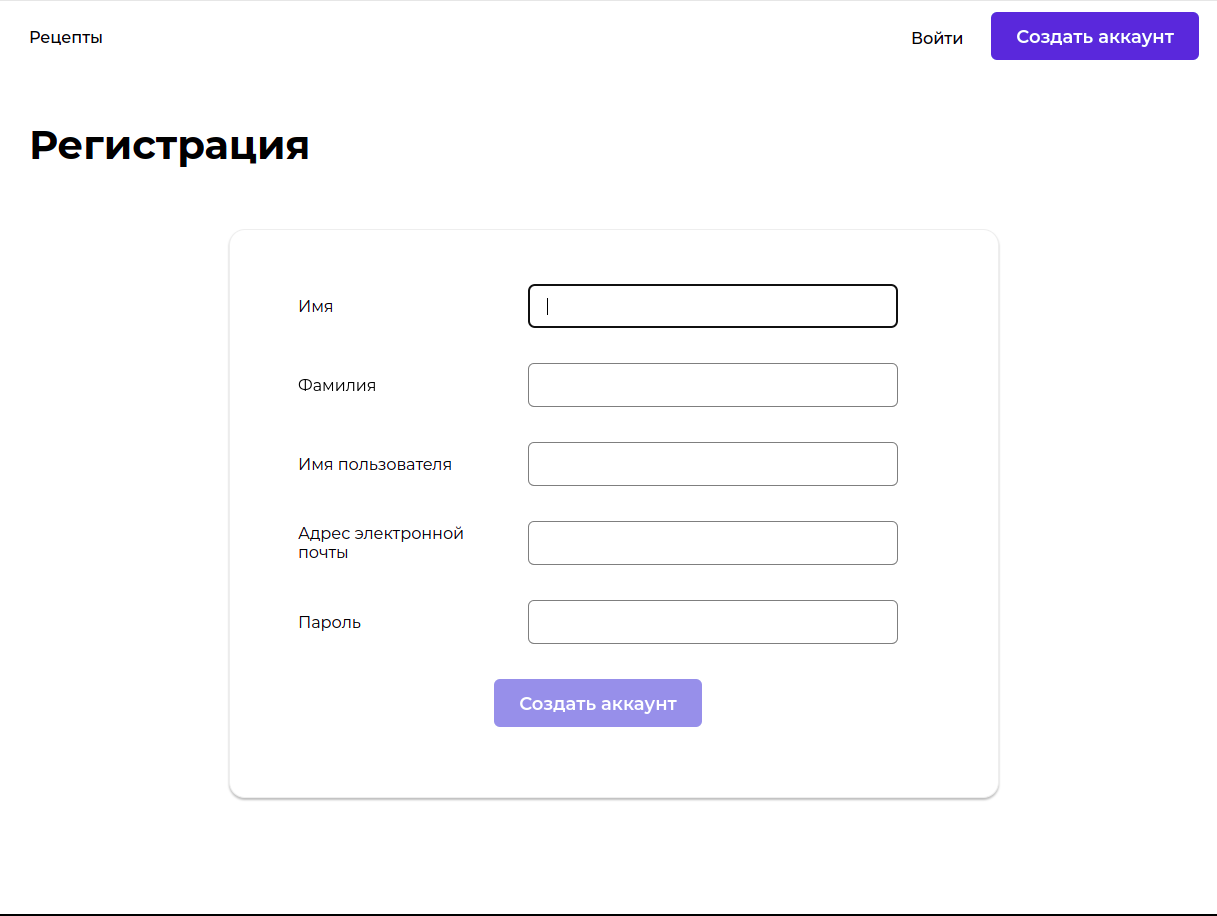 Рецепты
Войти
Создать аккаунт
Регистрация
Имя
Фамилия
Имя пользователя
Адрес электронной
почты
Пароль
Создать аккаунт